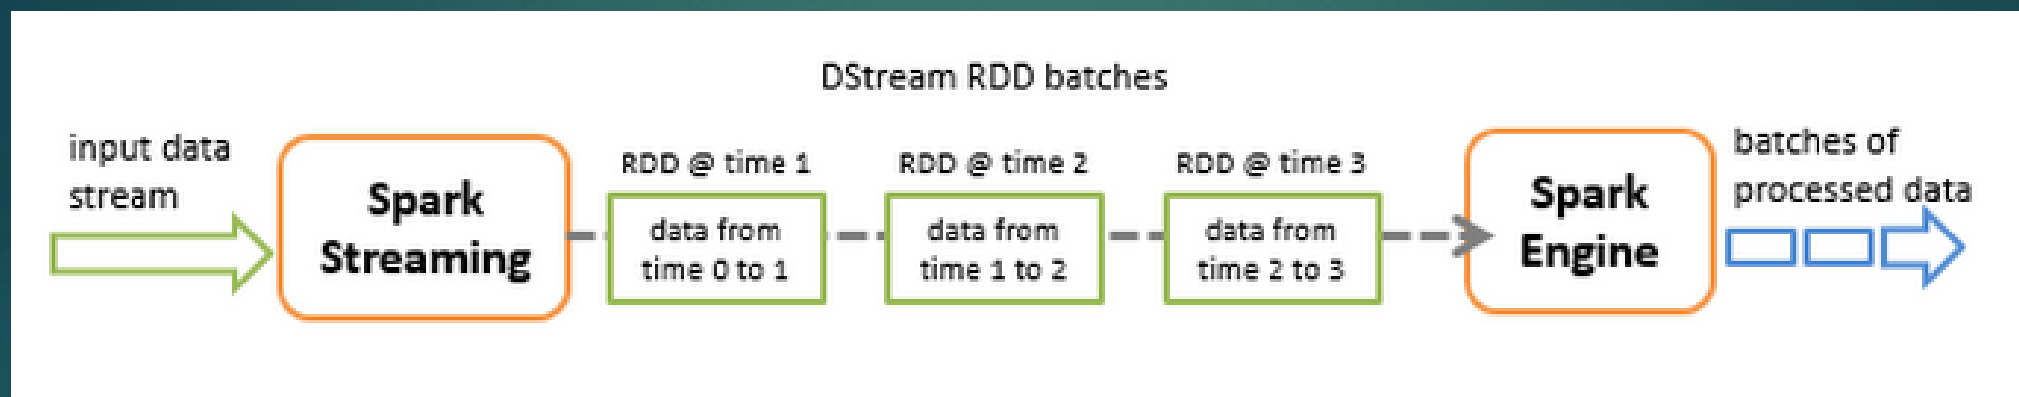 DStream RDD batches
input data
stream
Spark
Streaming
RDD @ time 1
data from
time 0 to 1
RDD @ time 2
data from
time 1 to 2
RDD @ time 3
data from
time 2 to 3
Spark
Engine
batches of
processed data